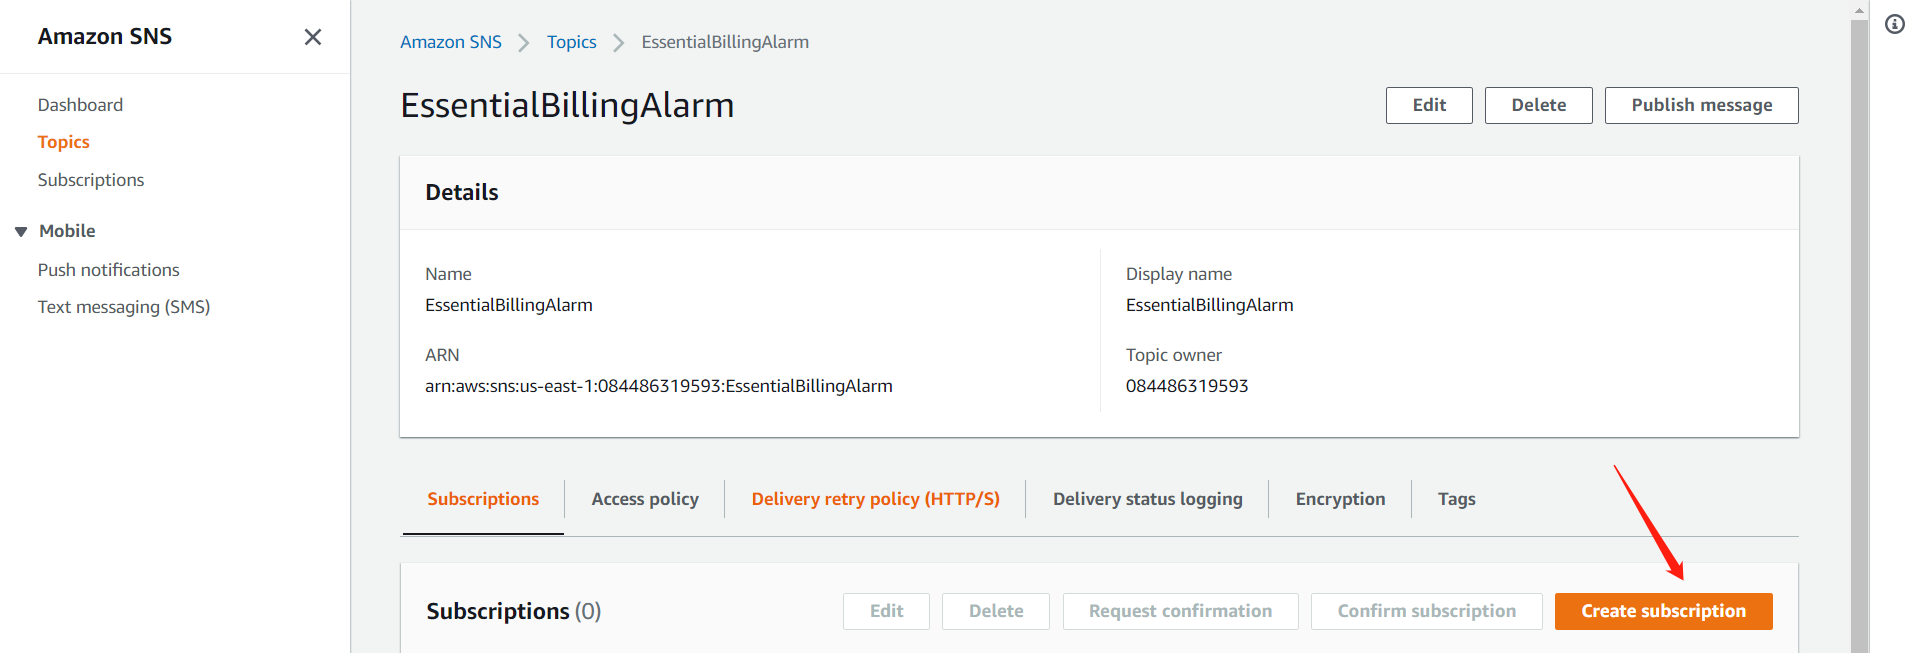 Amazon SNS
Dashboard
Topics
Subscriptions
Mobile
Push notifications
Text messaging (SMS)
Amazon SNS Topics EssentialBillingAlarm
EssentialBillingAlarm
Edit Delete Publish message
Details
Name
EssentialBillingAlarm
ARN
arn:aws:sns:us-east-1:084486319593:EssentialBillingAlarm
Display name
EssentialBillingAlarm
Topic owner
084486319593
Subscriptions Access policy Delivery retry policy (HTTP/S) Delivery status logging Encryption Tags
Subscriptions (0) Edit Delete Request confirmation Confirm subscription Create subscription